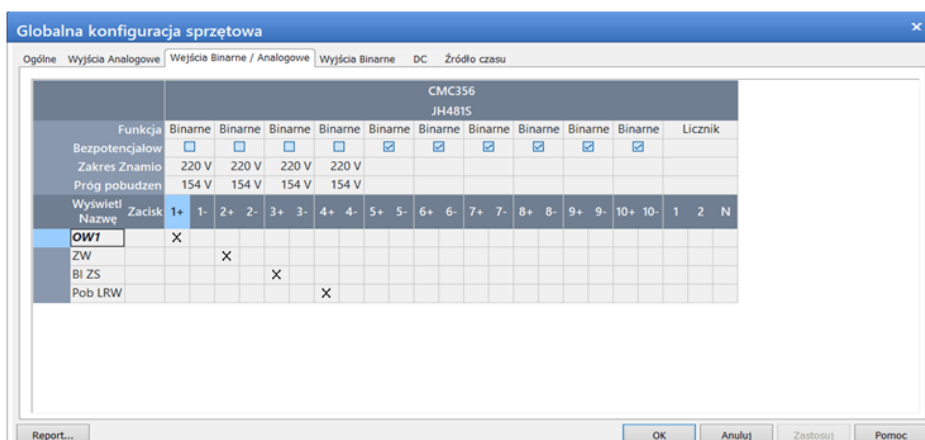 Globalna konfiguracja sprzętowa
Ogólne Wyjścia Analogowe Wejścia Binarne / Analogowe Wyjścia Binarne DC Źródło czasu
CMC356
JH481S
Funkcja Binarne Binarne Binarne Binarne Binarne Binarne Binarne Binarne Binarne Binarne Licznik
Bezpotencjałow
Zakres Znamio 220 V 220 V 220 V 220 V
Próg pobudzen 154 V 154 V 154 V 154 V
Wyświetl
Nazwę Zacisk 1+ 1- 2+ 2- 3+ 3- 4+ 4- 5+ 5- 6+ 6- 7+ 7- 8+ 8- 9+ 9- 10+ 10- 1 2 N
OW1 X
ZW X
BI ZS X
Pob LRW X
Report... OK Anuluj Zastosuj Pomoc